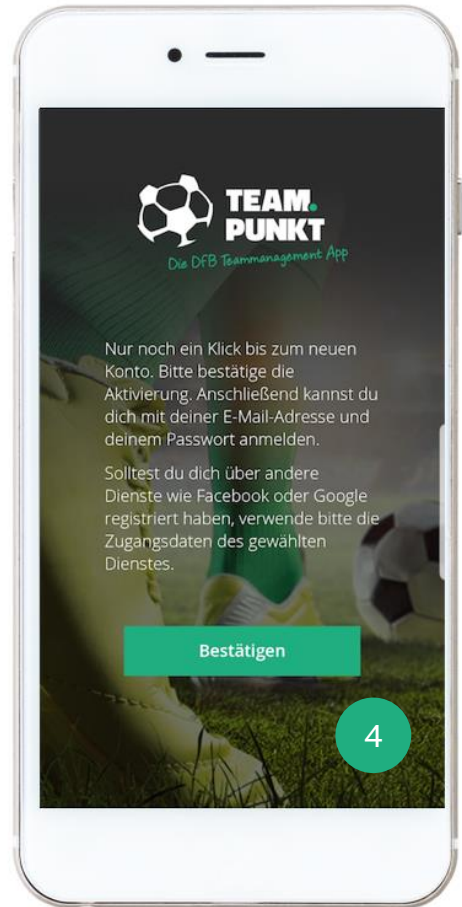 TEAM.
PUNKT
Die DFB Teammanagement App
Nur noch ein Klick bis zum neuen
Konto. Bitte bestätige die
Aktivierung. Anschließend kannst du
dich mit deiner E-Mail-Adresse und
deinem Passwort anmelden.
Solltest du dich über andere
Dienste wie Facebook oder Google
registriert haben, verwende bitte die
Zugangsdaten des gewählten
Dienstes.
Bestätigen
4